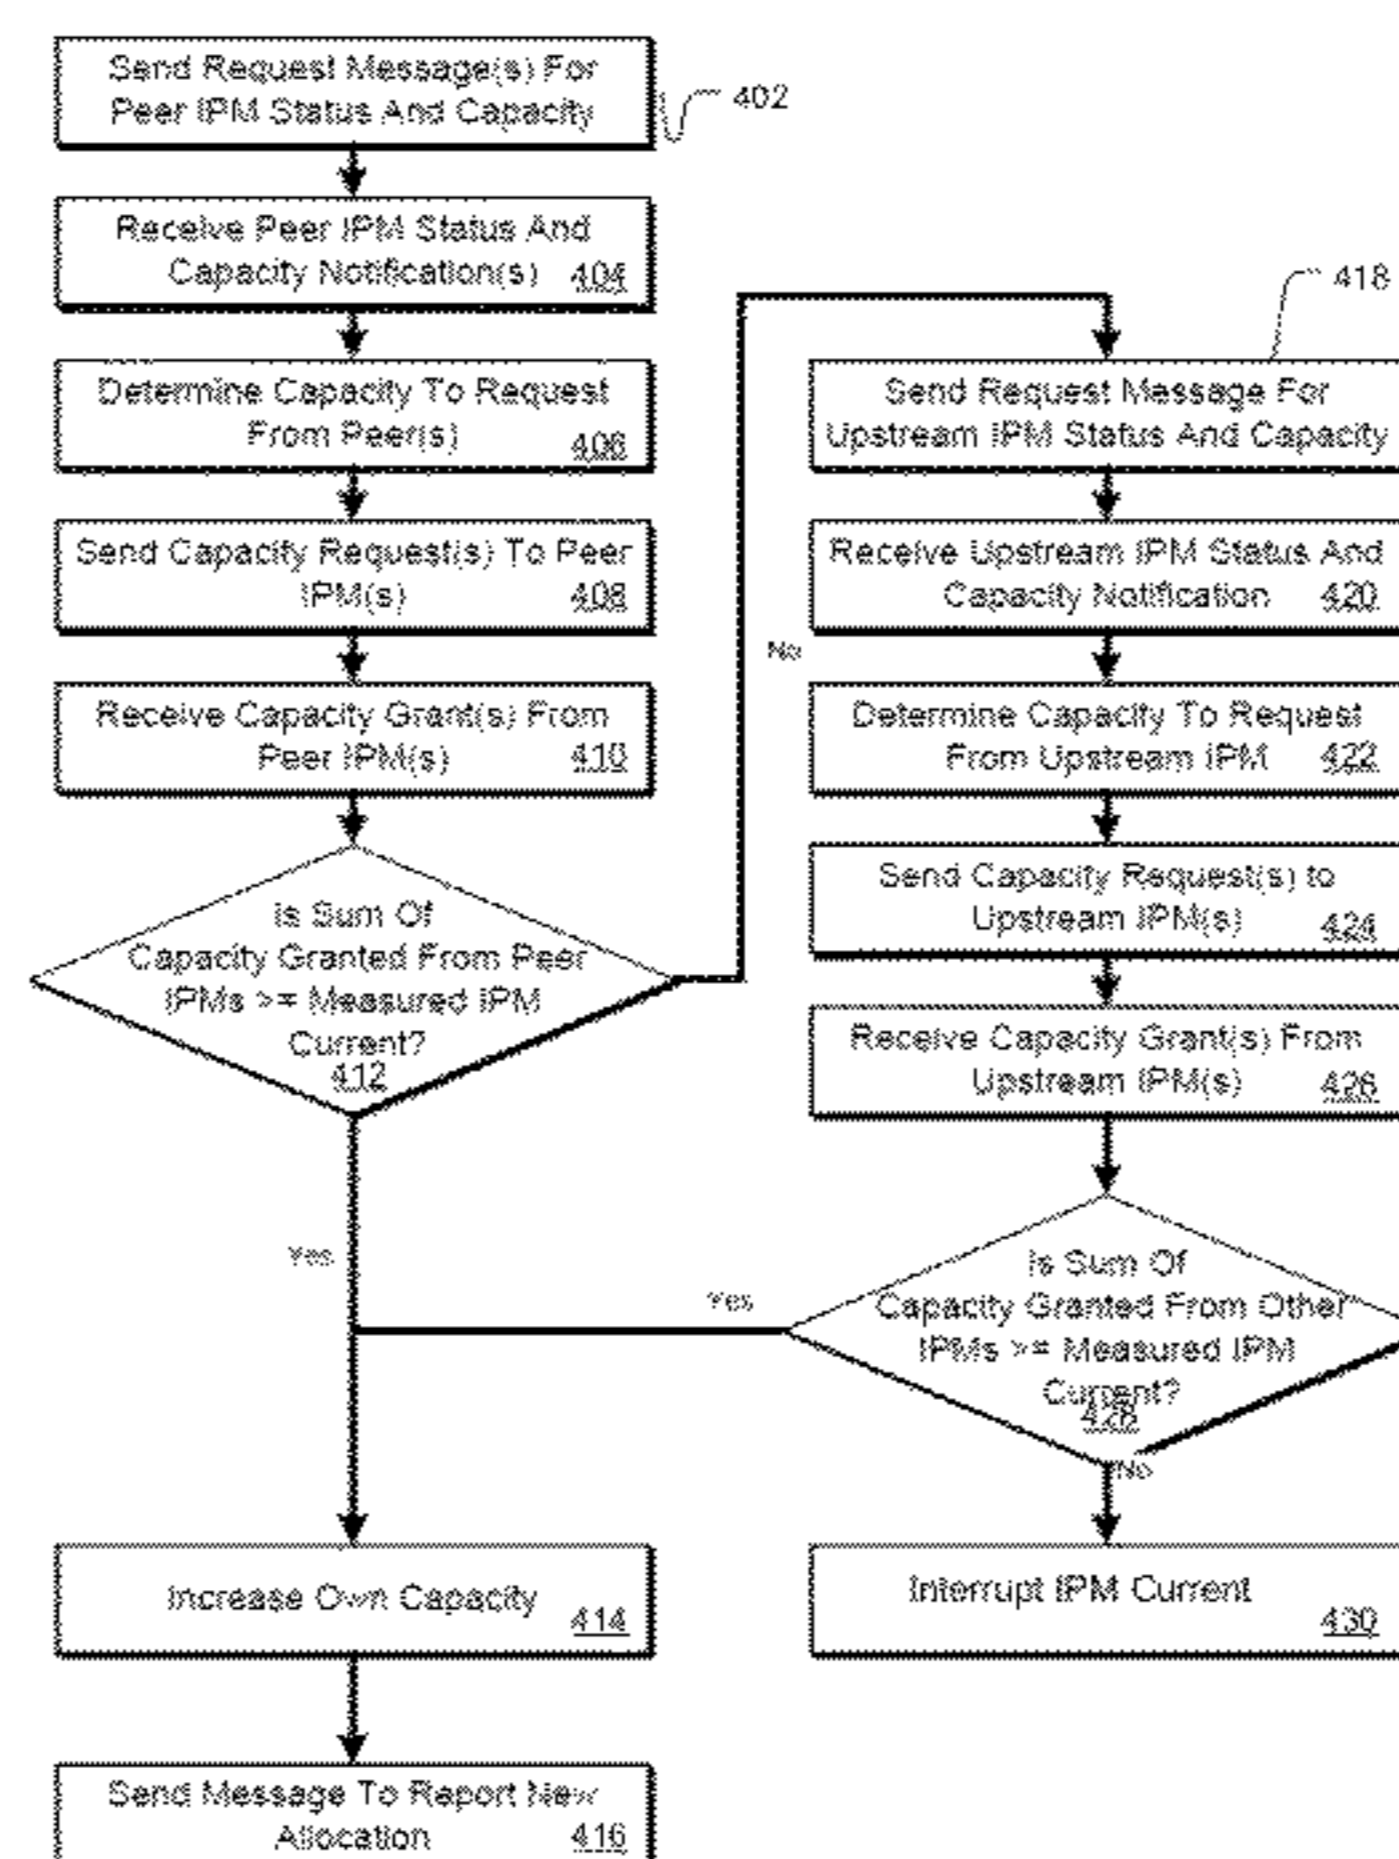 Send Request Message(s) For
Peer IPM Status And Capacity
402
Receive Peer IPM Status And
Capacity Notification(s) 404
Determine Capacity To Request
From Peer(s) 406
Send Capacity Request(s) To Peer
IPM(s) 408
Receive Capacity Grant(s) From
Peer IPM(s) 410
Is Sum Of
Capacity Granted From Peer
IPMs >= Measured IPM
Current?
412
Yes
No
Increase Own Capacity
414
Send Message To Report New
Allocation 416
418
Send Request Message For
Upstream IPM Status And Capacity
Receive Upstream IPM Status And
Capacity Notification 420
Determine Capacity To Request
From Upstream IPM 422
Send Capacity Request(s) to
Upstream IPM(s) 424
Receive Capacity Grant(s) From
Upstream IPM(s) 426
Is Sum Of
Capacity Granted From Other
IPMs >= Measured IPM
Current?
428
Yes
No
Interrupt IPM Current
430